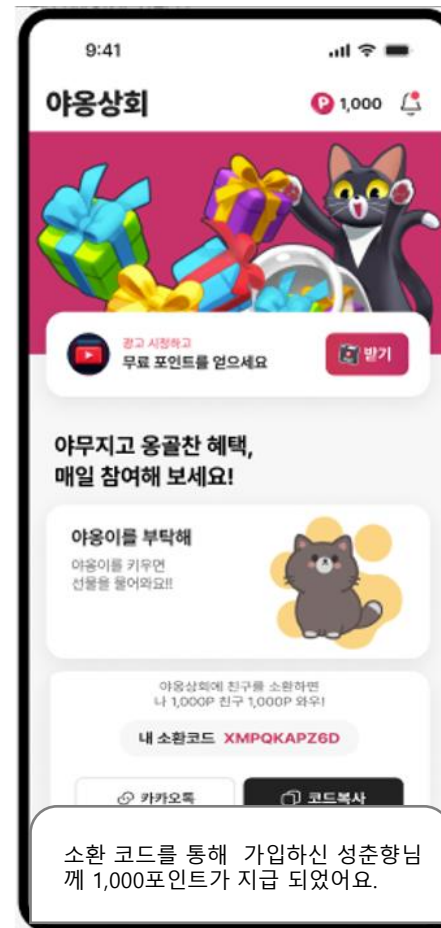 9:41
야옹상회
P 1,000
광고 시청하고
무료 포인트를 얻으세요
받기
야무지고 옹골찬 혜택,
매일 참여해 보세요!
야옹이를 부탁해
야옹이를 키우면
선물을 물어와요!!
야옹상회에 친구를 소환하면
나 1,000P 친구 1,000P 와우!
내 소환코드 XMPQKAPZ6D
카카오톡
코드복사
소환 코드를 통해 가입하신 성춘향님
께 1,000포인트가 지급 되었어요.